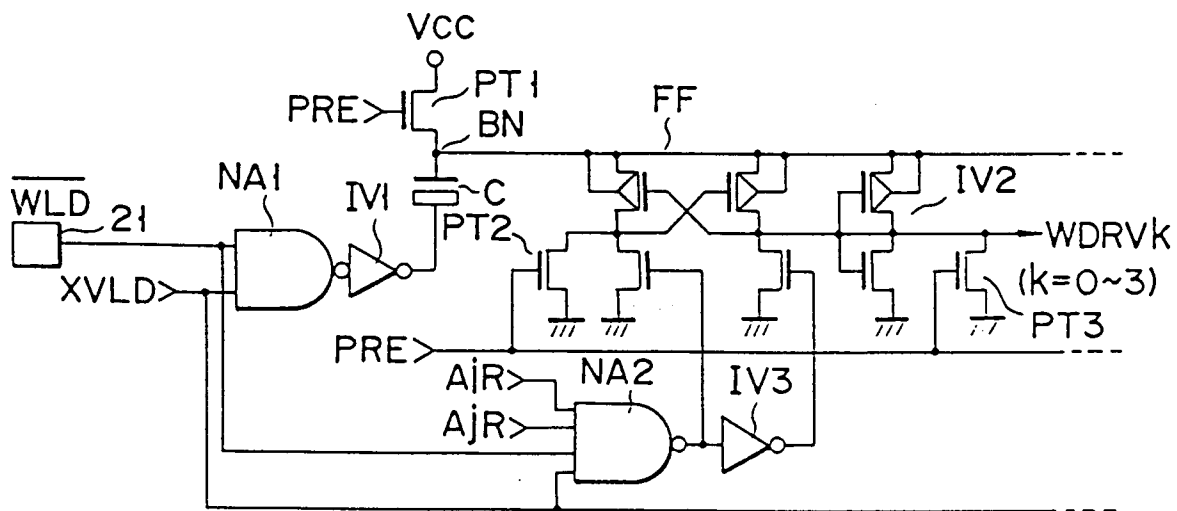 VCC
PRE
PT1
BN
FF
WLD
21
NA1
IV1
C
PT2
IV2
WDRVk
(k=0~3)
PT3
XVLD
PRE
AiR
AjR
NA2
IV3